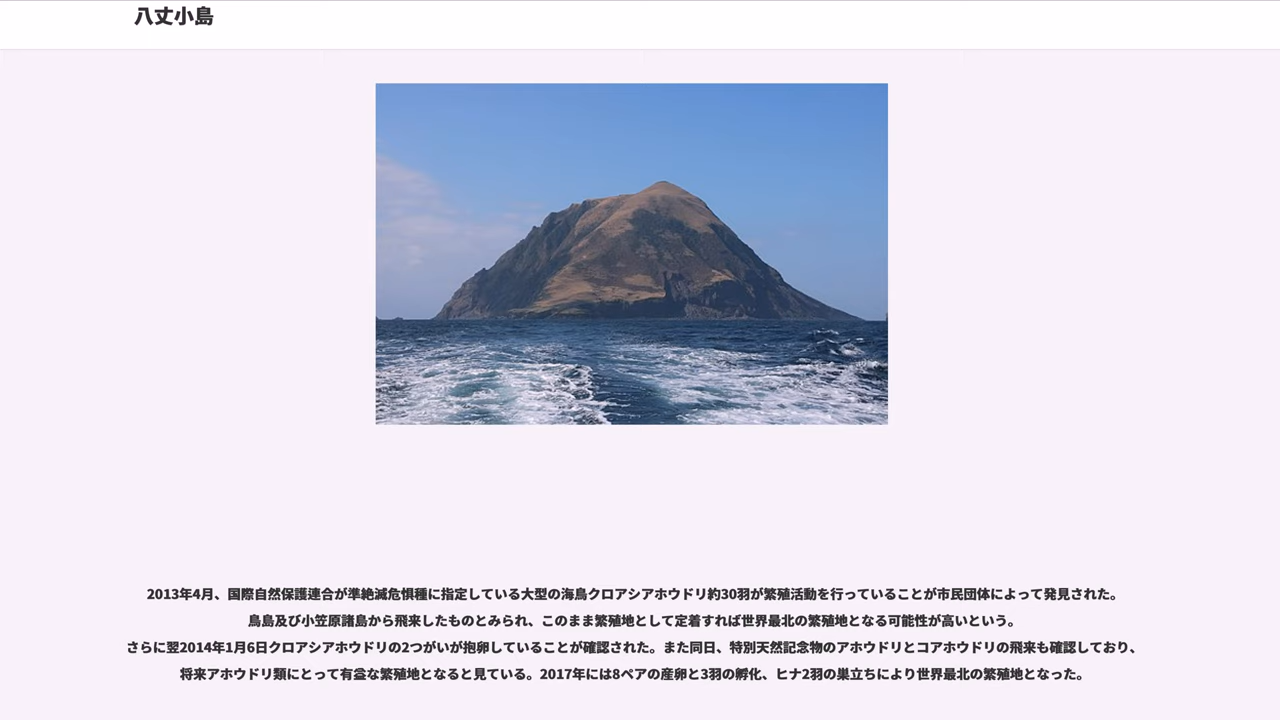 八丈小島
2013年4月、国際自然保護連合が準絶滅危惧種に指定している大型の海鳥クロアシアホウドリ約30羽が繁殖活動を行っていることが市民団体によって発見された。
鳥島及び小笠原諸島から飛来したものとみられ、このまま繁殖地として定着すれば世界最北の繁殖地となる可能性が高いという。
さらに翌2014年1月6日クロアシアホウドリの2つがいが抱卵していることが確認された。また同日、特別天然記念物のアホウドリとコアホウドリの飛来も確認しており、
将来アホウドリ類にとって有益な繁殖地となると見ている。2017年には8ペアの産卵と3羽の孵化、ヒナ2羽の巣立ちにより世界最北の繁殖地となった。